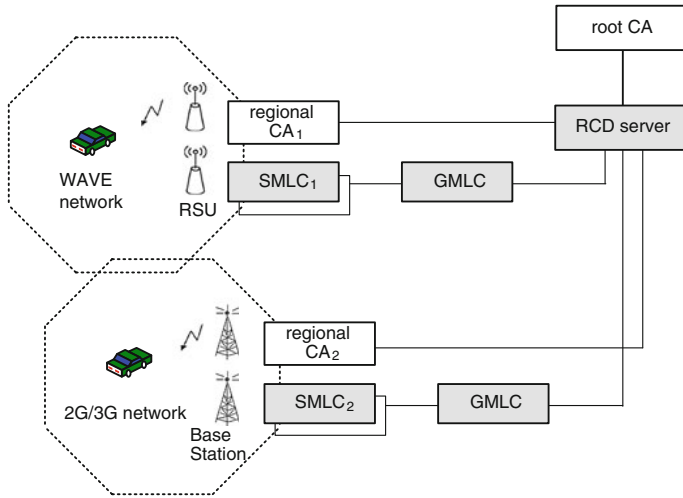 root CA
regional
CA₁
RCD server
WAVE
network
RSU
SMLC₁
GMLC
regional
CA₂
2G/3G network
Base
Station
SMLC₂
GMLC